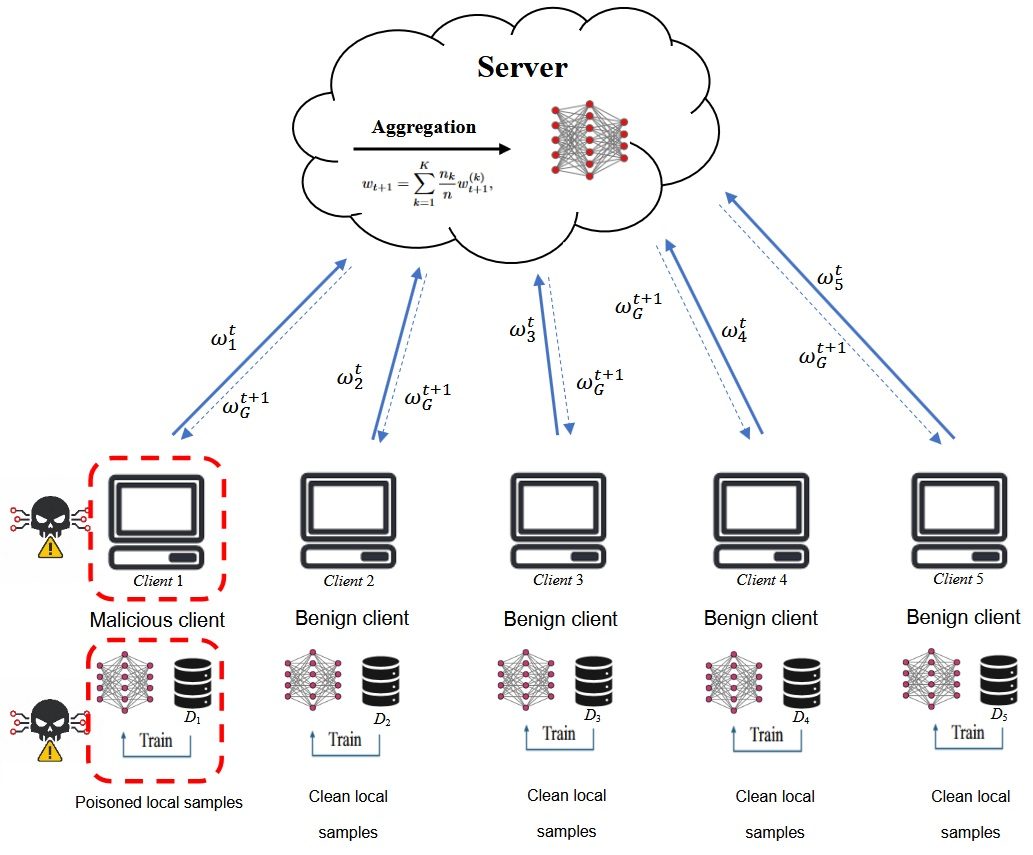 Server
Aggregation
w_{t+1} = \sum_{k=1}^{K} \frac{n_k}{n} w_{t+1}^{(k)},
ω_1^t
ω_G^{t+1}
ω_2^t
ω_G^{t+1}
ω_3^t
ω_G^{t+1}
ω_G^{t+1}
ω_4^t
ω_5^t
ω_G^{t+1}
Client 1
Client 2
Client 3
Client 4
Client 5
Malicious client
Benign client
Benign client
Benign client
Benign client
D_1
D_2
D_3
D_4
D_5
Train
Train
Train
Train
Train
Poisoned local samples
Clean local
samples
Clean local
samples
Clean local
samples
Clean local
samples